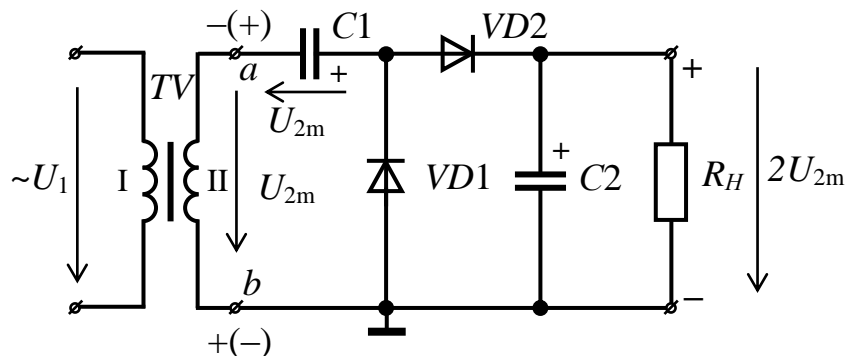 −(+) C1 VD2
a + +
TV U2m
~U1 I II U2m VD1 + C2 RH 2U2m
b −
+(−)